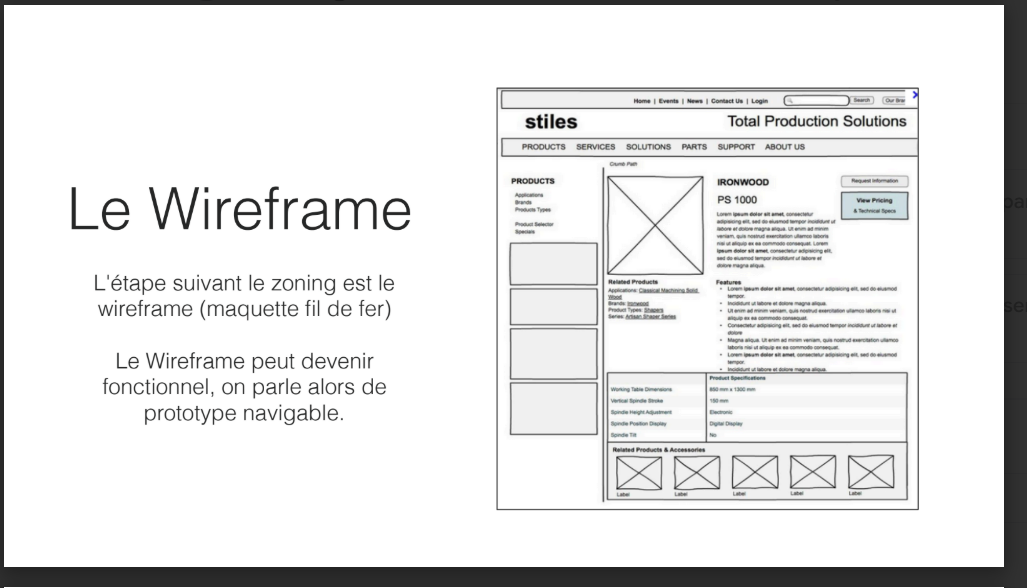 Le Wireframe
L'étape suivant le zoning est le
wireframe (maquette fil de fer)
Le Wireframe peut devenir
fonctionnel, on parle alors de
prototype navigable.
Home | Events | News | Contact Us | Login
Search
Our Bra
stiles
Total Production Solutions
PRODUCTS SERVICES SOLUTIONS PARTS SUPPORT ABOUT US
Crumb Path
PRODUCTS
Applications
Brands
Products Types
Product Selector
Specials
IRONWOOD
PS 1000
Lorem ipsum dolor sit amet, consectetur
adipisicing elit, sed do eiusmod tempor incididunt ut
labore et dolore magna aliqua. Ut enim ad minim
veniam, quis nostrud exercitation ullamco laboris
nisi ut aliquip ex ea commodo consequat. Lorem
ipsum dolor sit amet, consectetur adipisicing elit,
sed do eiusmod tempor incididunt ut labore et
dolore magna aliqua.
Request Information
View Pricing
& Technical Specs
Related Products
Applications: Classical Machining Solid
Wood
Brands: Ironwood
Product Types: Shapers
Series: Artisan Shaper Series
Features
• Lorem ipsum dolor sit amet, consectetur adipisicing elit, sed do eiusmod
tempor.
• Incididunt ut labore et dolore magna aliqua.
• Ut enim ad minim veniam, quis nostrud exercitation ullamco laboris nisi ut
aliquip ex ea commodo consequat.
• Consectetur adipisicing elit, sed do eiusmod tempor incididunt ut labore et
dolore
• Magna aliqua. Ut enim ad minim veniam, quis nostrud exercitation ullamco
laboris nisi ut aliquip ex ea commodo consequat.
• Lorem ipsum dolor sit amet, consectetur adipisicing elit, sed do eiusmod
tempor.
• Incididunt ut labore et dolore magna aliqua.
Product Specifications
Working Table Dimensions 850 mm x 1300 mm
Vertical Spindle Stroke 150 mm
Spindle Height Adjustment Electronic
Spindle Position Display Digital Display
Spindle Tilt No
Related Products & Accessories
Label Label Label Label Label